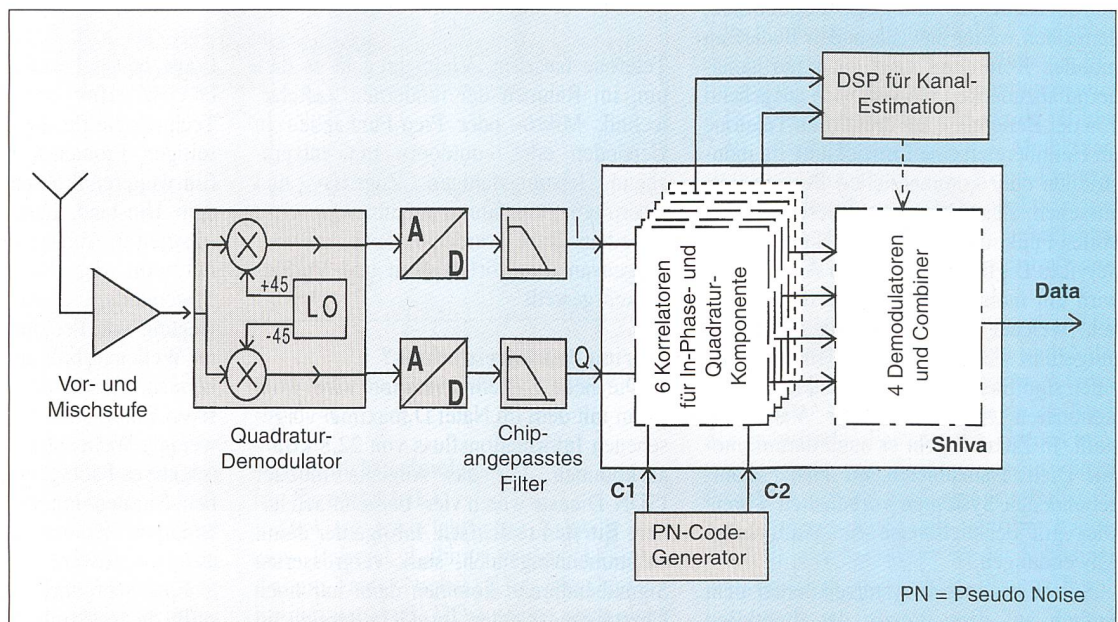 DSP für Kanal-
Estimation
Vor- und
Mischstufe
+45
LO
-45
Quadratur-
Demodulator
A
D
A
D
I
Q
Chip-
angepasstes
Filter
6 Korrelatoren
für In-Phase- und
Quadratur-
Komponente
4 Demodulatoren
und Combiner
Shiva
Data
C1
C2
PN-Code-
Generator
PN = Pseudo Noise